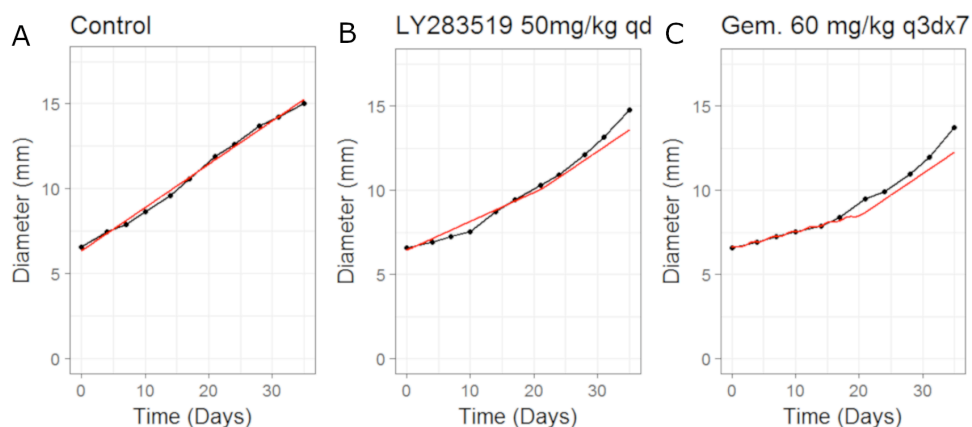 A Control
Diameter (mm)
15
10
5
0
0 10 20 30
Time (Days)
B LY283519 50mg/kg qd
Diameter (mm)
15
10
5
0
0 10 20 30
Time (Days)
C Gem. 60 mg/kg q3dx7
Diameter (mm)
15
10
5
0
0 10 20 30
Time (Days)